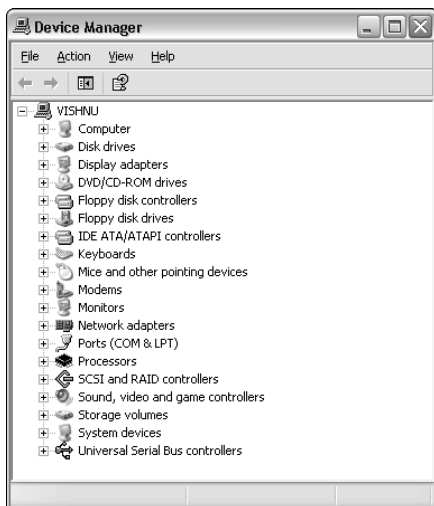 Device Manager
File Action View Help
VISHNU
Computer
Disk drives
Display adapters
DVD/CD-ROM drives
Floppy disk controllers
Floppy disk drives
IDE ATA/ATAPI controllers
Keyboards
Mice and other pointing devices
Modems
Monitors
Network adapters
Ports (COM & LPT)
Processors
SCSI and RAID controllers
Sound, video and game controllers
Storage volumes
System devices
Universal Serial Bus controllers